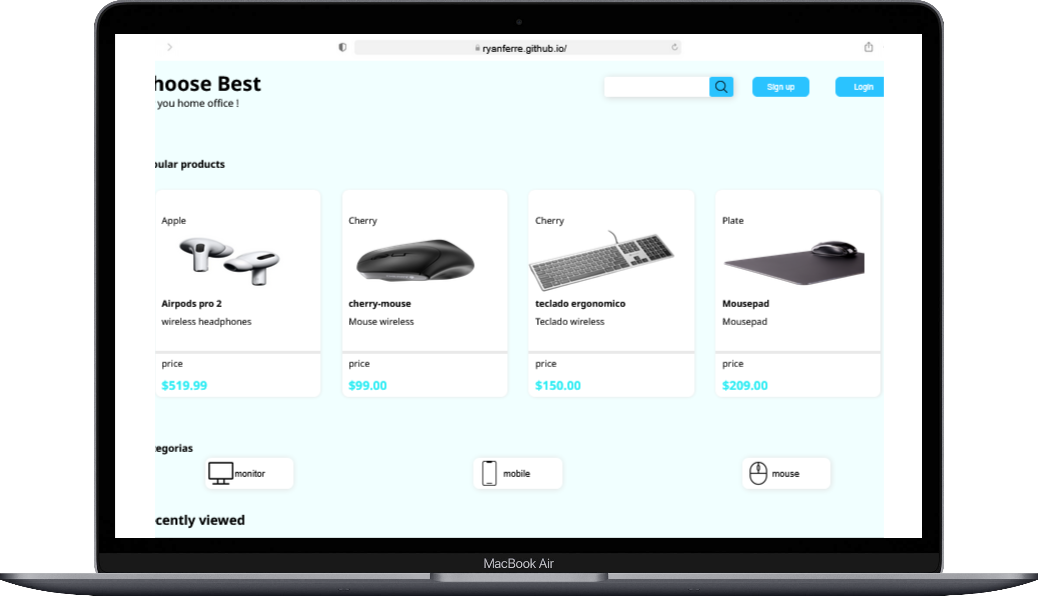 ryanferre.github.io/
hoose Best
you home office !
Sign up
Login
pular products
Apple
Airpods pro 2
wireless headphones
price
$519.99
Cherry
cherry-mouse
Mouse wireless
price
$99.00
Cherry
teclado ergonomico
Teclado wireless
price
$150.00
Plate
Mousepad
Mousepad
price
$209.00
egorias
monitor
mobile
mouse
cently viewed
MacBook Air